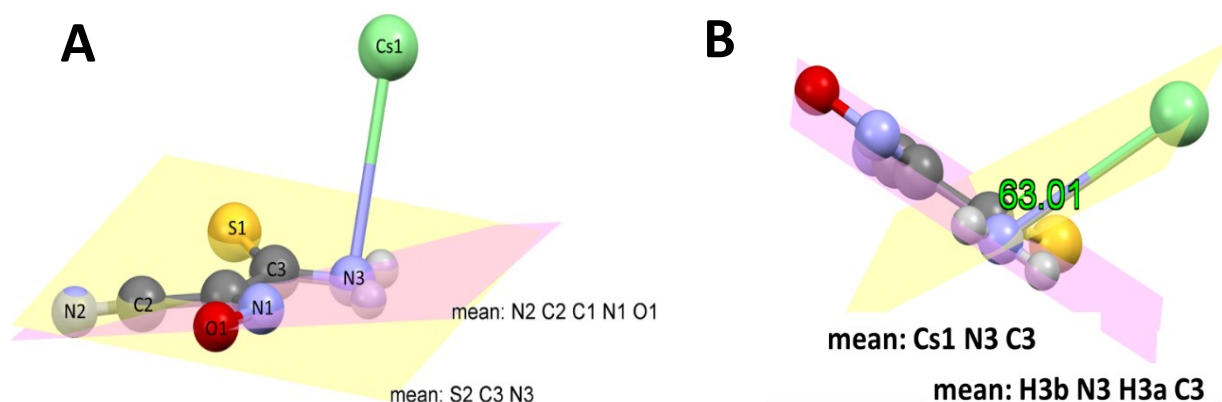 A
Cs1
S1
C3
N3
N2
C2
N1
O1
mean: N2 C2 C1 N1 O1
mean: S2 C3 N3
B
63.01
mean: Cs1 N3 C3
mean: H3b N3 H3a C3